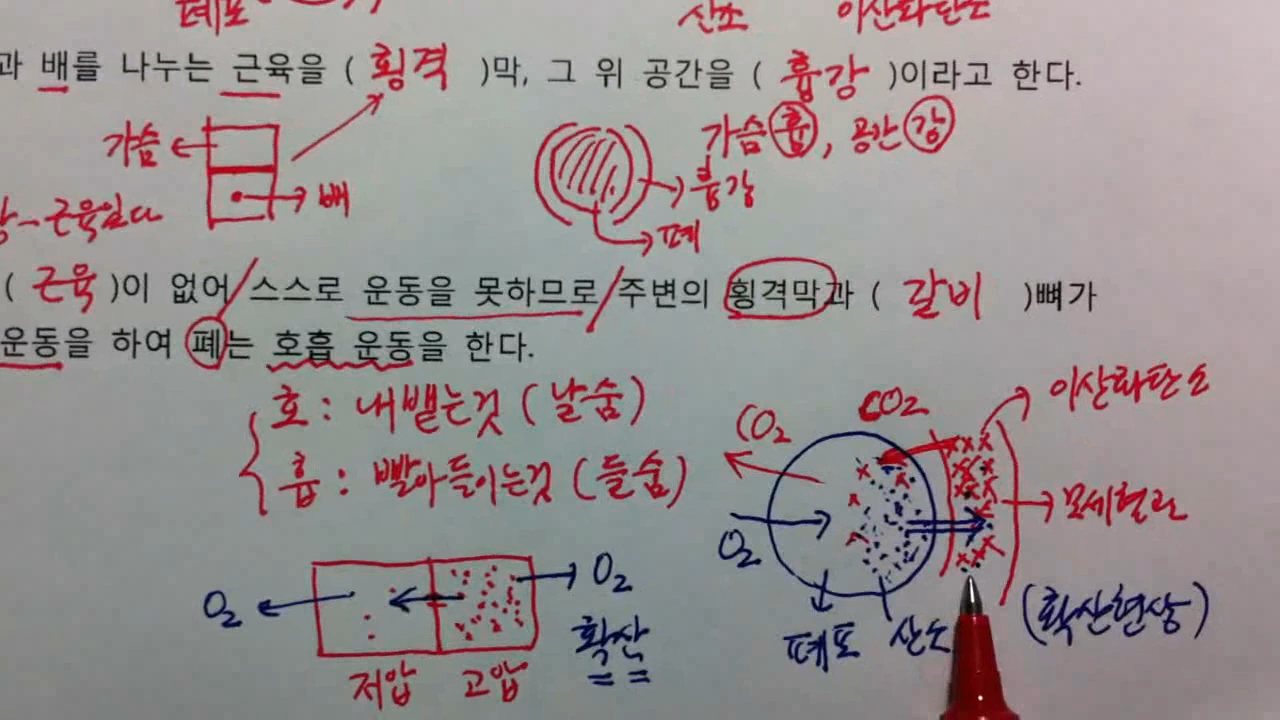 폐포 산소 이산화탄소
과 배를 나누는 근육을 ( 횡격 )막, 그 위 공간을 ( 흉강 )이라고 한다.
가슴 배
가슴 흉, 공간 강
흉강
폐
근육있다
( 근육 )이 없어 스스로 운동을 못하므로 주변의 횡격막과 ( 갈비 )뼈가
운동을 하여 폐는 호흡 운동을 한다.
호 : 내뱉는것 (날숨)
흡 : 빨아들이는것 (들숨)
CO2 CO2 이산화탄소
모세혈관
O2
폐포 산소 (확산현상)
O2 O2
확산
저압 고압